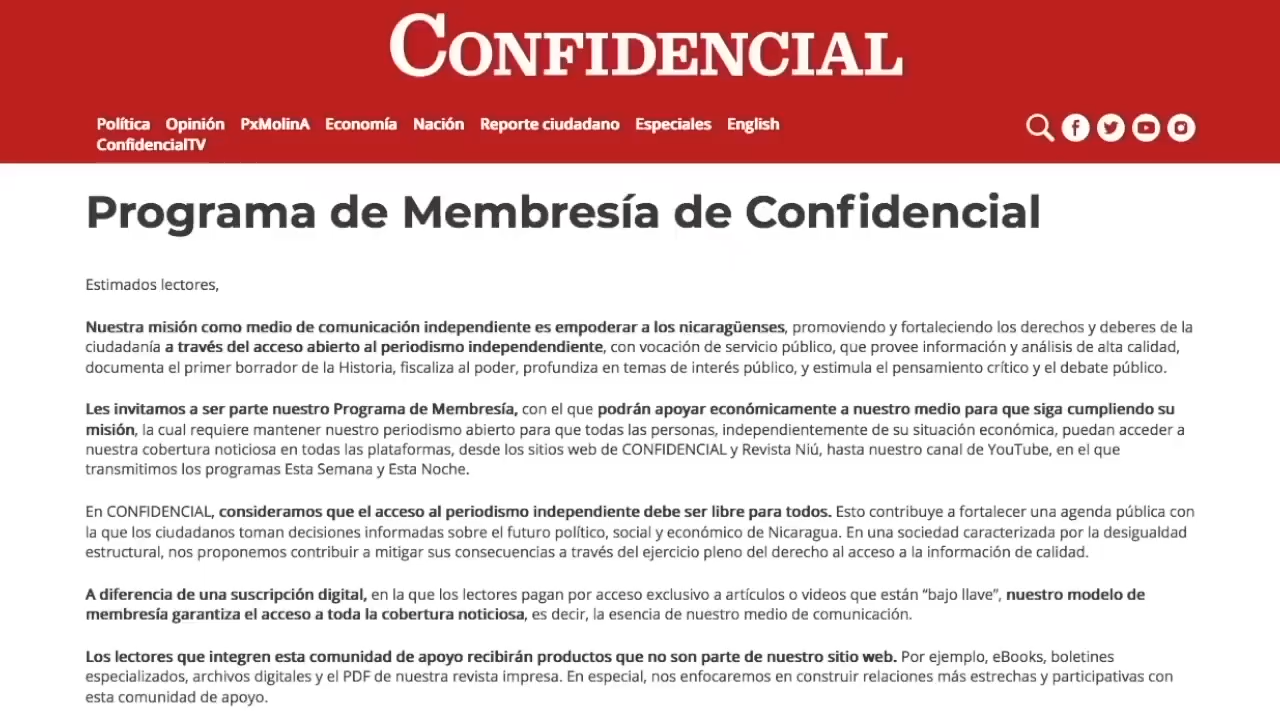 CONFIDENCIAL
Política Opinión PxMolinA Economía Nación Reporte ciudadano Especiales English
ConfidencialTV
Programa de Membresía de Confidencial
Estimados lectores,
Nuestra misión como medio de comunicación independiente es empoderar a los nicaragüenses, promoviendo y fortaleciendo los derechos y deberes de la
ciudadanía a través del acceso abierto al periodismo independendiente, con vocación de servicio público, que provee información y análisis de alta calidad,
documenta el primer borrador de la Historia, fiscaliza al poder, profundiza en temas de interés público, y estimula el pensamiento crítico y el debate público.
Les invitamos a ser parte nuestro Programa de Membresía, con el que podrán apoyar económicamente a nuestro medio para que siga cumpliendo su
misión, la cual requiere mantener nuestro periodismo abierto para que todas las personas, independientemente de su situación económica, puedan acceder a
nuestra cobertura noticiosa en todas las plataformas, desde los sitios web de CONFIDENCIAL y Revista Niú, hasta nuestro canal de YouTube, en el que
transmitimos los programas Esta Semana y Esta Noche.
En CONFIDENCIAL, consideramos que el acceso al periodismo independiente debe ser libre para todos. Esto contribuye a fortalecer una agenda pública con
la que los ciudadanos toman decisiones informadas sobre el futuro político, social y económico de Nicaragua. En una sociedad caracterizada por la desigualdad
estructural, nos proponemos contribuir a mitigar sus consecuencias a través del ejercicio pleno del derecho al acceso a la información de calidad.
A diferencia de una suscripción digital, en la que los lectores pagan por acceso exclusivo a artículos o videos que están “bajo llave”, nuestro modelo de
membresía garantiza el acceso a toda la cobertura noticiosa, es decir, la esencia de nuestro medio de comunicación.
Los lectores que integren esta comunidad de apoyo recibirán productos que no son parte de nuestro sitio web. Por ejemplo, eBooks, boletines
especializados, archivos digitales y el PDF de nuestra revista impresa. En especial, nos enfocaremos en construir relaciones más estrechas y participativas con
esta comunidad de apoyo.